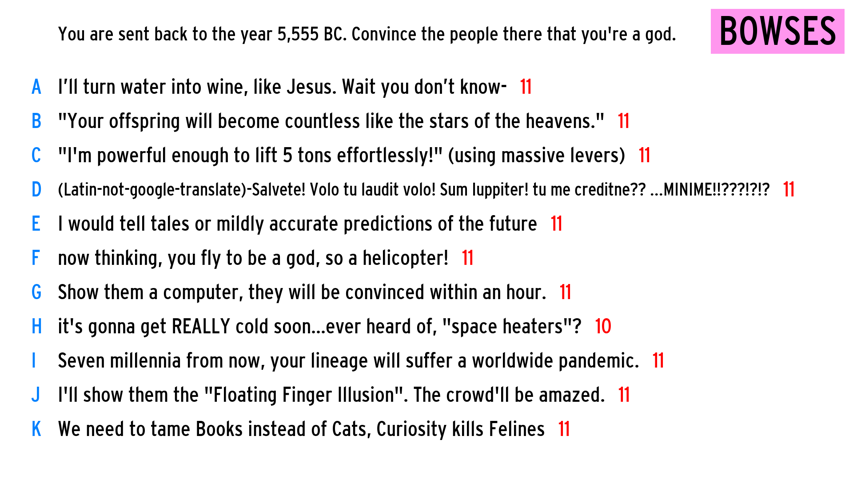 You are sent back to the year 5,555 BC. Convince the people there that you're a god.
BOWSES
A I'll turn water into wine, like Jesus. Wait you don't know- 11
B "Your offspring will become countless like the stars of the heavens." 11
C "I'm powerful enough to lift 5 tons effortlessly!" (using massive levers) 11
D (Latin-not-google-translate)-Salvete! Volo tu laudit volo! Sum Iuppiter! tu me creditne?? ...MINIME!!???!?!? 11
E I would tell tales or mildly accurate predictions of the future 11
F now thinking, you fly to be a god, so a helicopter! 11
G Show them a computer, they will be convinced within an hour. 11
H it's gonna get REALLY cold soon...ever heard of, "space heaters"? 10
I Seven millennia from now, your lineage will suffer a worldwide pandemic. 11
J I'll show them the "Floating Finger Illusion". The crowd'll be amazed. 11
K We need to tame Books instead of Cats, Curiosity kills Felines 11